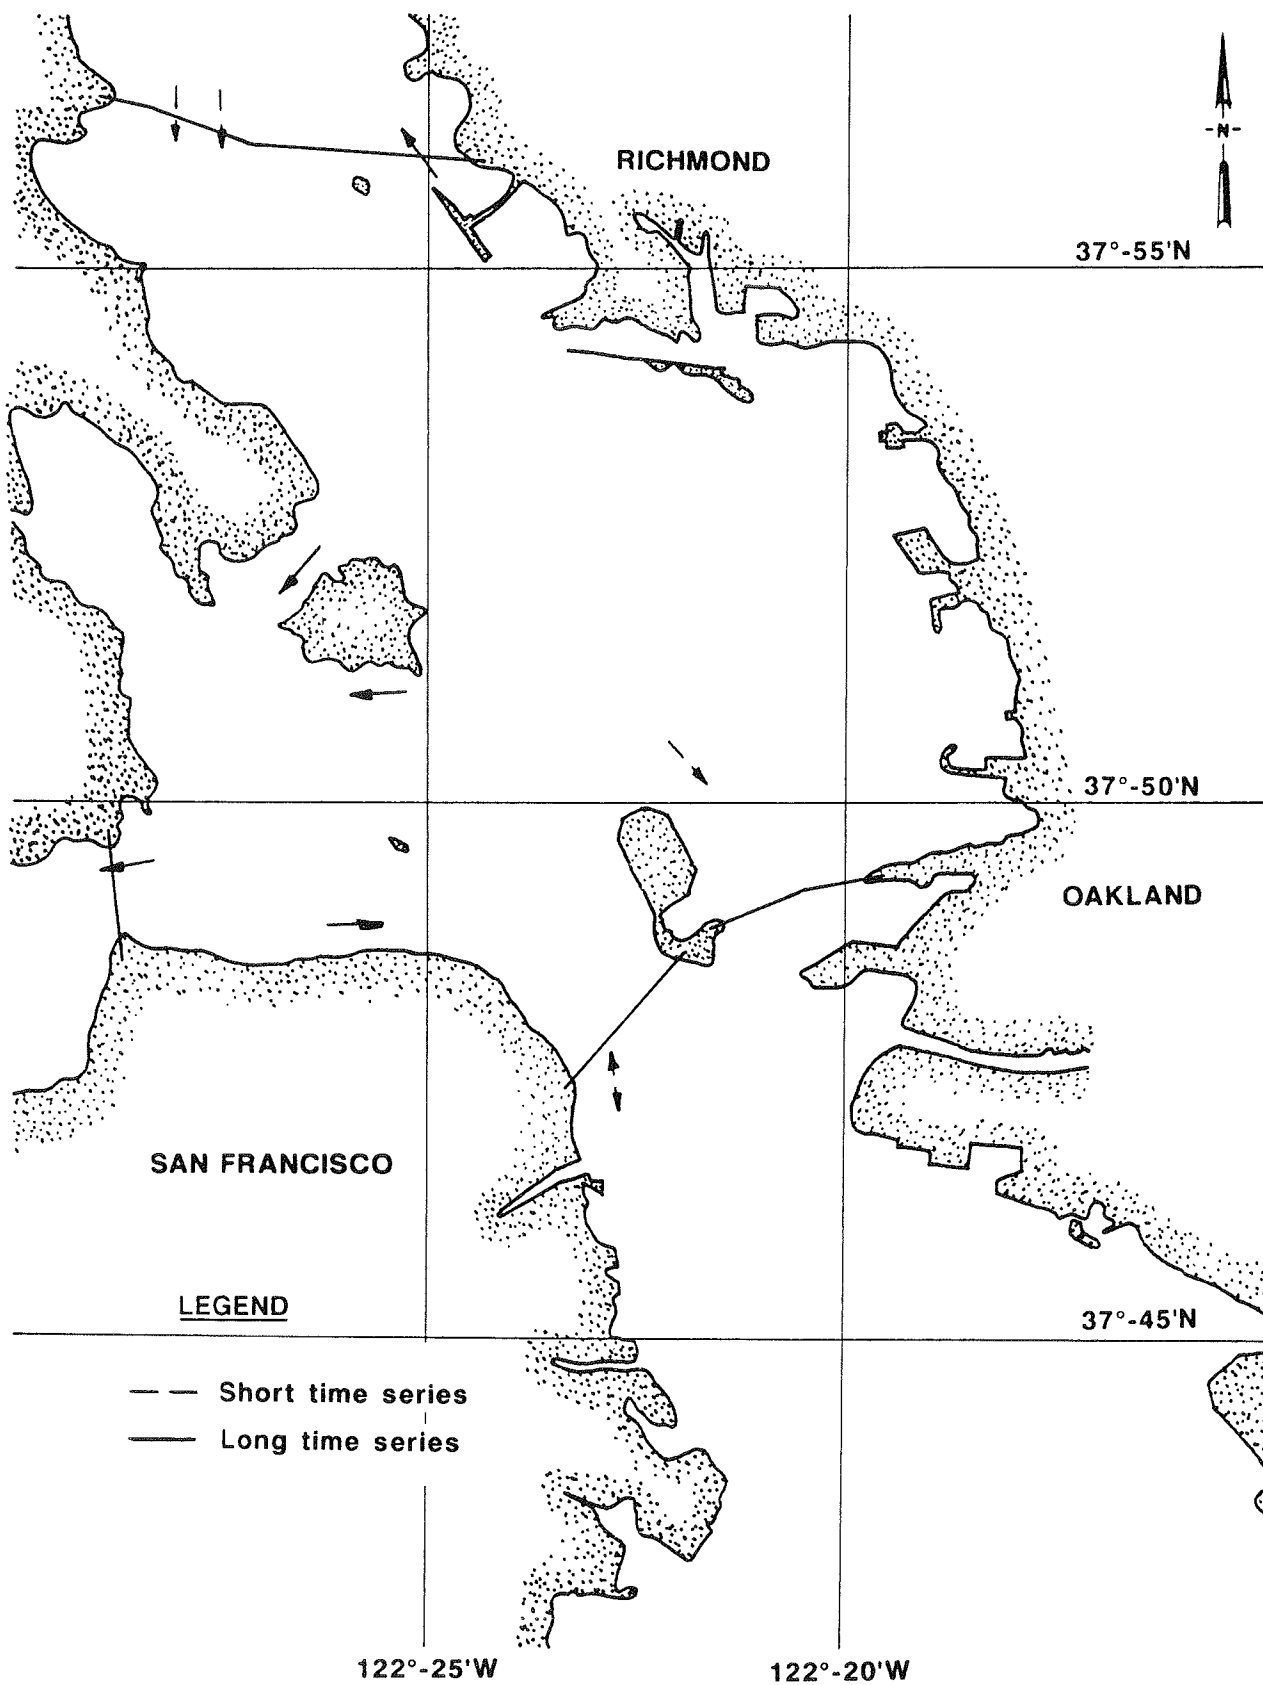 -N-
RICHMOND
37°-55'N
37°-50'N
OAKLAND
SAN FRANCISCO
LEGEND
37°-45'N
Short time series
Long time series
122°-25'W
122°-20'W